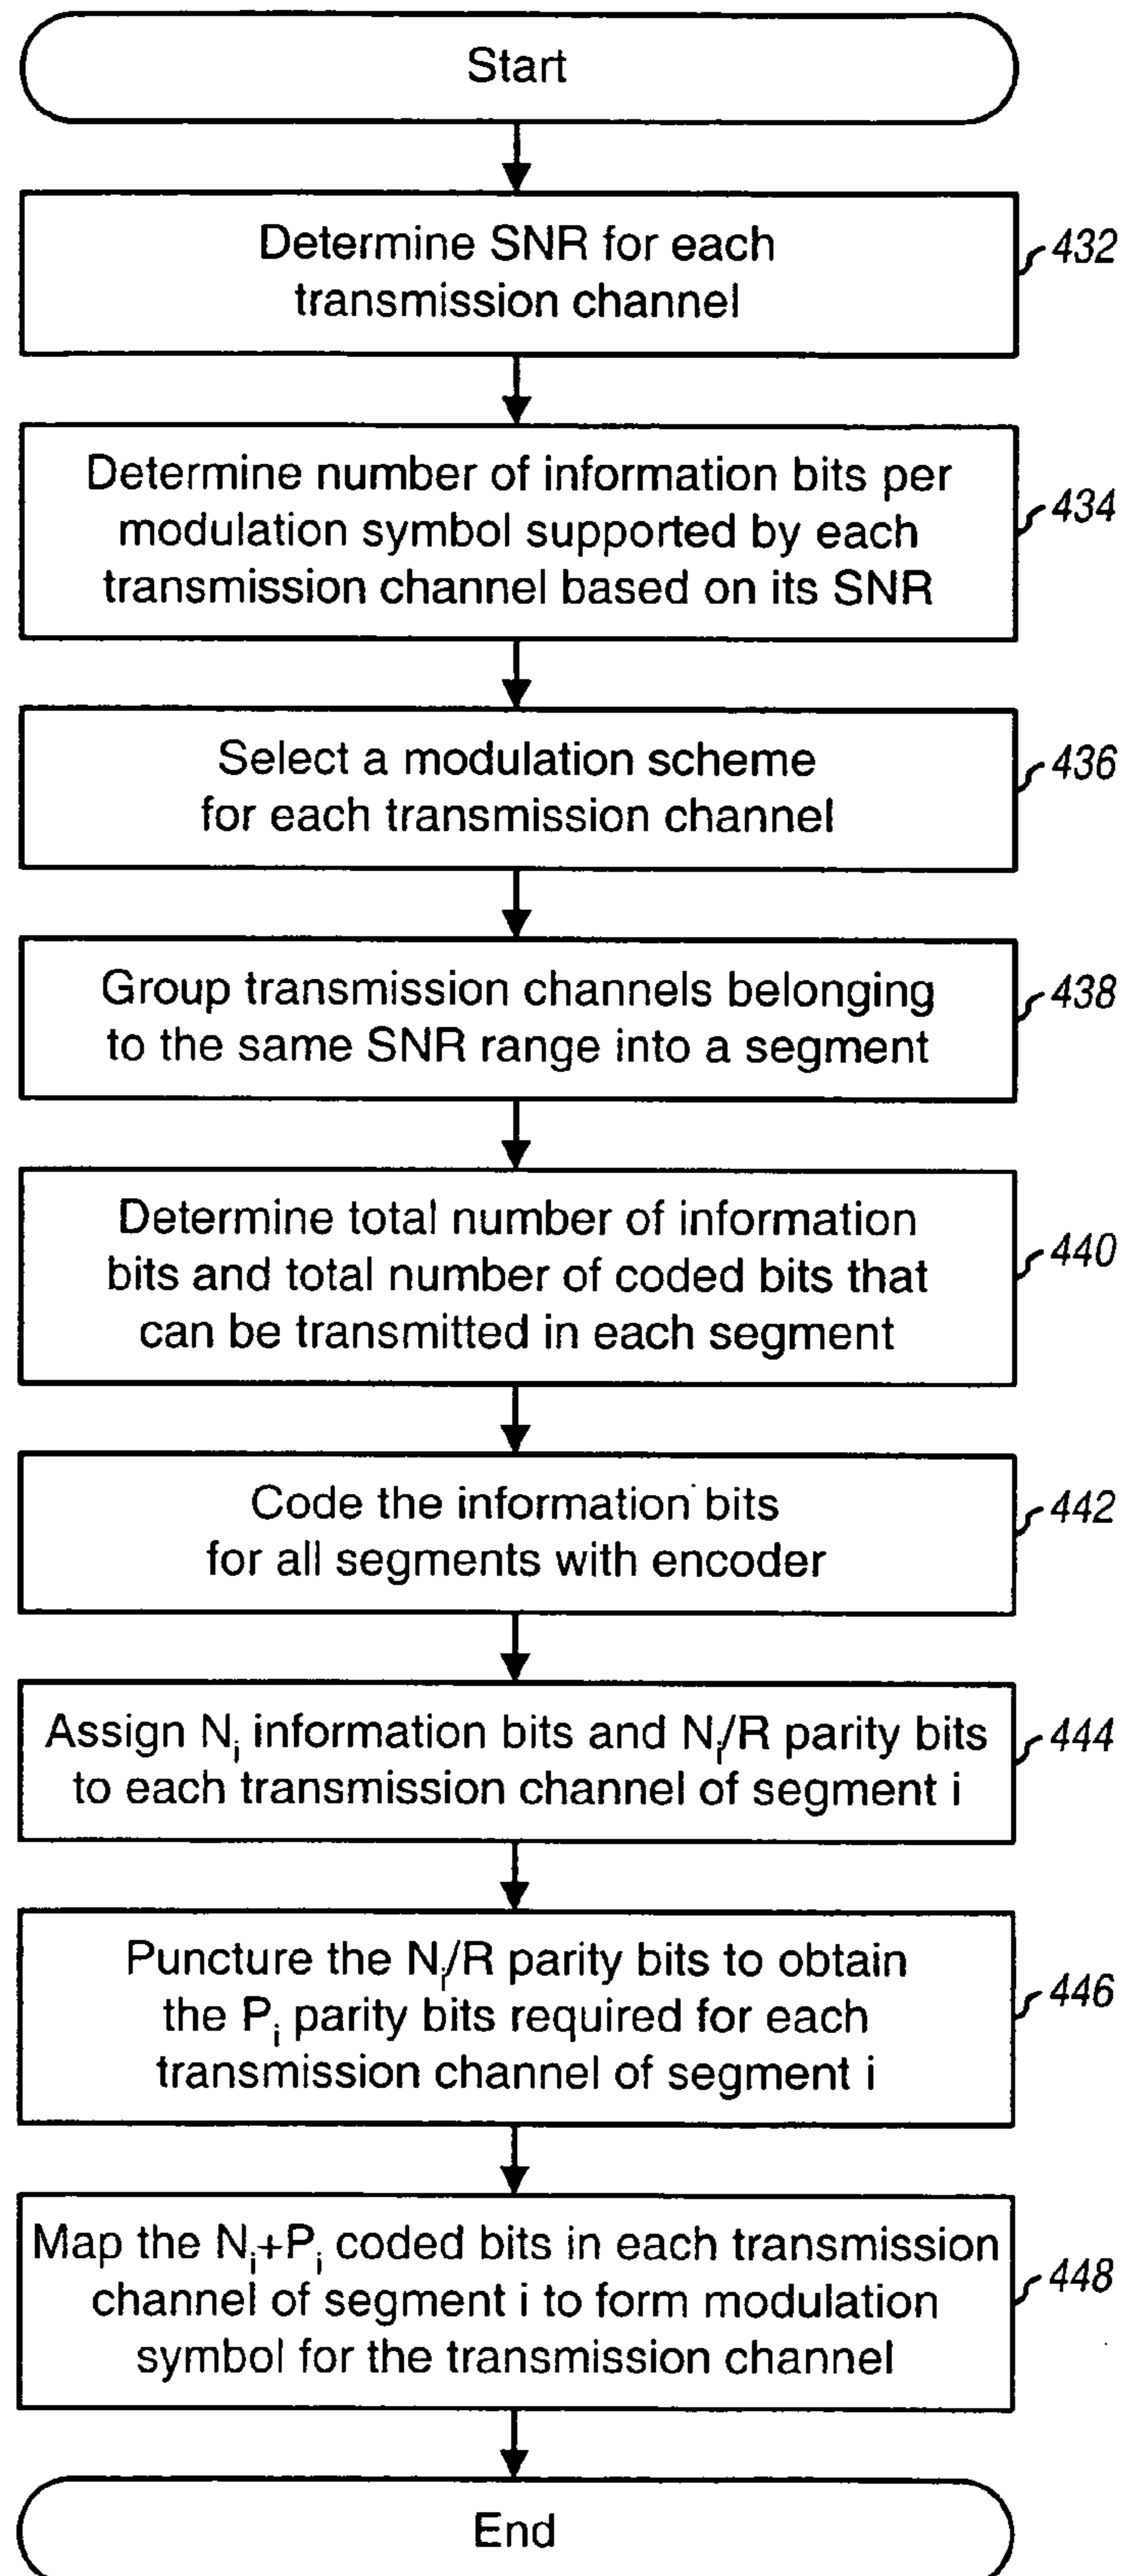 Start
Determine SNR for each
transmission channel
432
Determine number of information bits per
modulation symbol supported by each
transmission channel based on its SNR
434
Select a modulation scheme
for each transmission channel
436
Group transmission channels belonging
to the same SNR range into a segment
438
Determine total number of information
bits and total number of coded bits that
can be transmitted in each segment
440
Code the information bits
for all segments with encoder
442
Assign Nᵢ information bits and Nᵢ/R parity bits
to each transmission channel of segment i
444
Puncture the Nᵢ/R parity bits to obtain
the Pᵢ parity bits required for each
transmission channel of segment i
446
Map the Nᵢ+Pᵢ coded bits in each transmission
channel of segment i to form modulation
symbol for the transmission channel
448
End